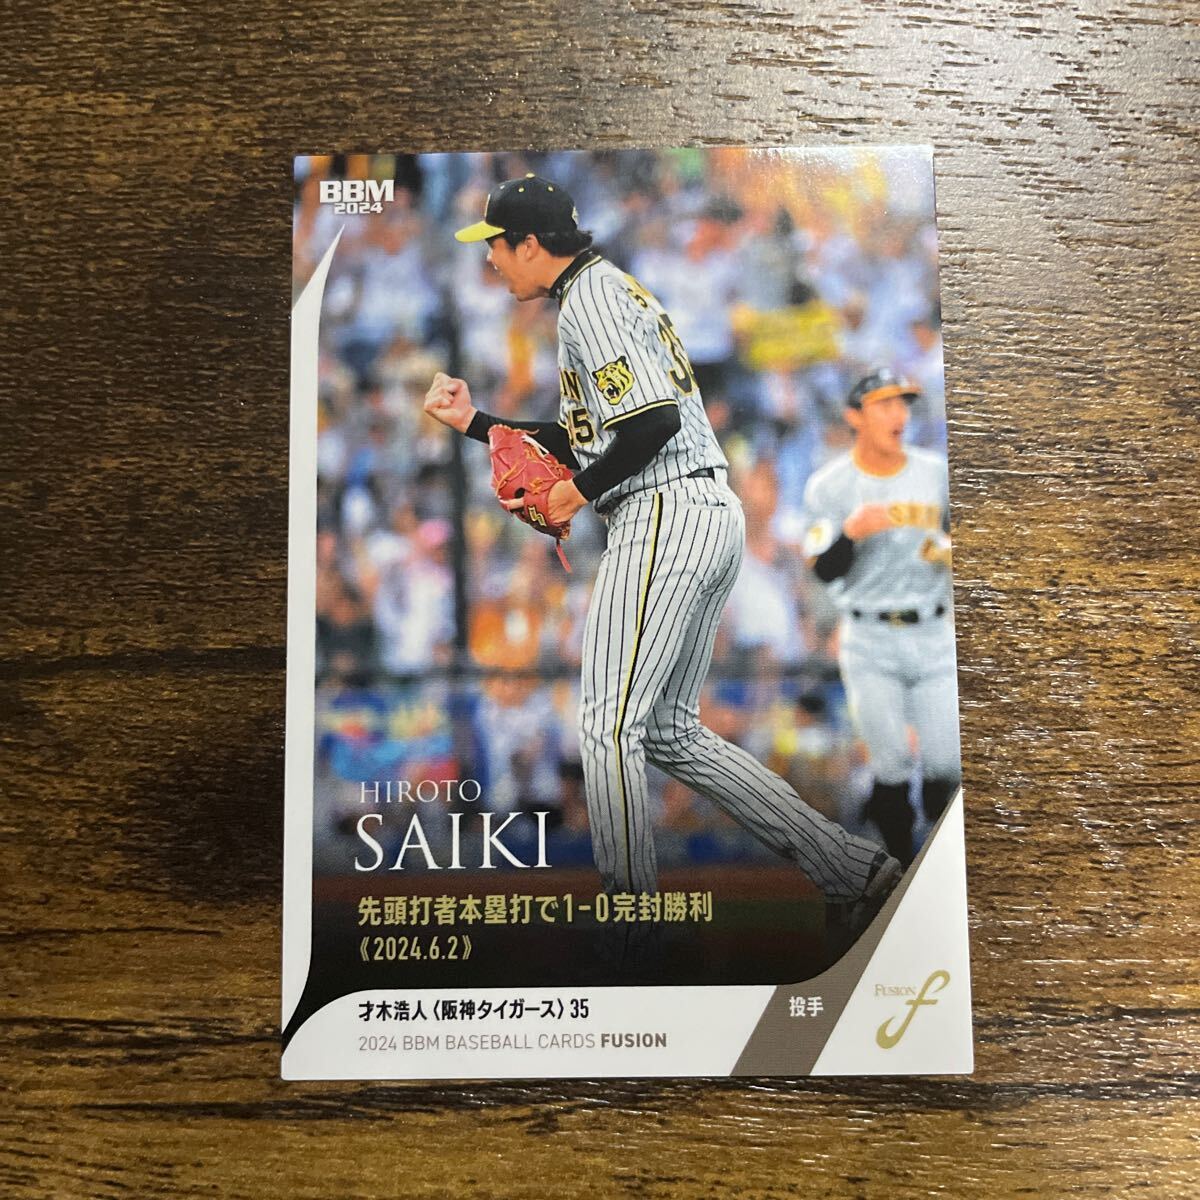 BBM
2024
35
35
HIROTO
SAIKI
先頭打者本塁打で1-0完封勝利
《2024.6.2》
才木浩人〈阪神タイガース〉35
2024 BBM BASEBALL CARDS FUSION
投手
FUSION
f